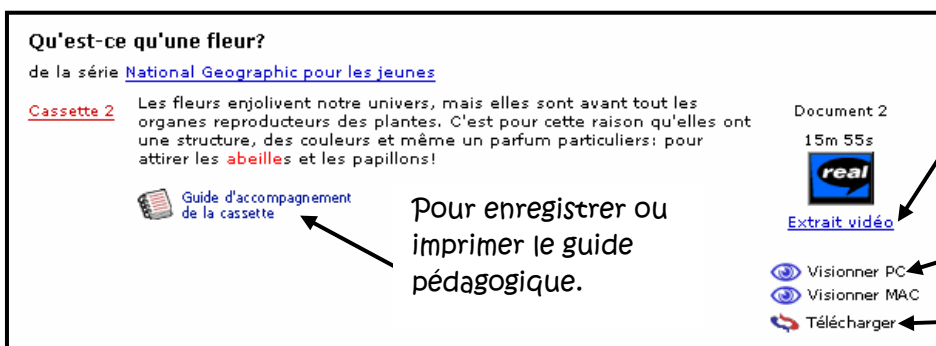 Qu'est-ce qu'une fleur?
de la série National Geographic pour les jeunes
Cassette 2
Les fleurs enjolivent notre univers, mais elles sont avant tout les
organes reproducteurs des plantes. C'est pour cette raison qu'elles ont
une structure, des couleurs et même un parfum particuliers: pour
attirer les abeilles et les papillons!
Guide d'accompagnement
de la cassette
Pour enregistrer ou
imprimer le guide
pédagogique.
Document 2
15m 55s
real
Extrait vidéo
Visionner PC
Visionner MAC
Télécharger